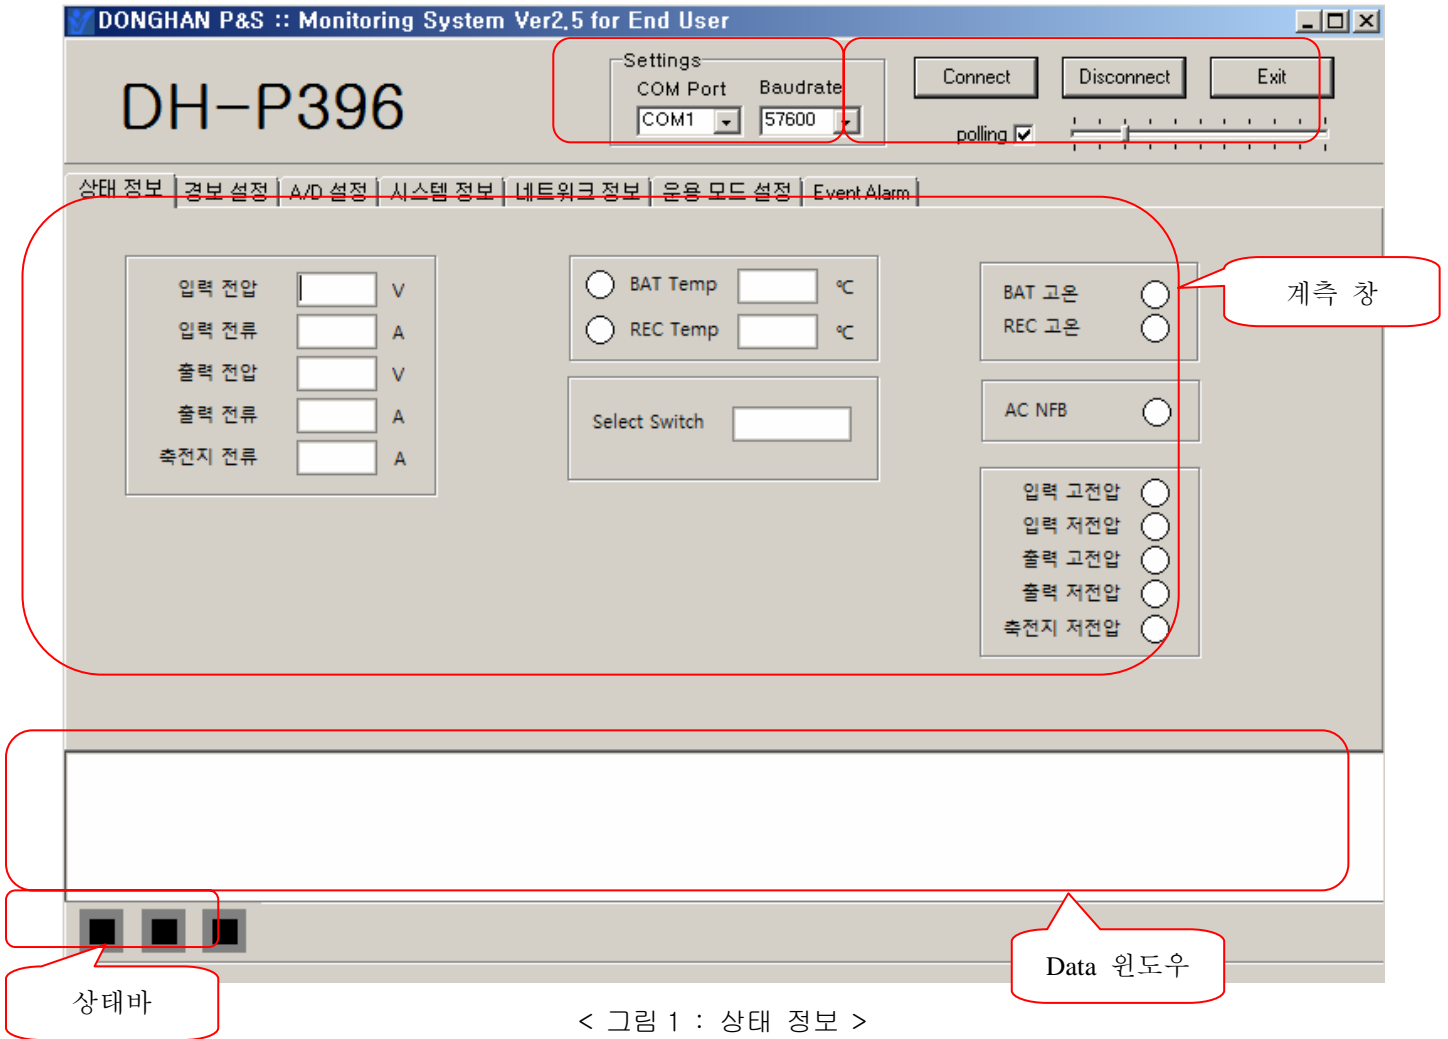 DONGHAN P&S :: Monitoring System Ver2.5 for End User
DH-P396
Settings
COM Port Baudrate
COM1 57600
Connect Disconnect Exit
polling
상태 정보 경보 설정 A/D 설정 시스템 정보 네트워크 정보 운용 모드 설정 Event Alarm
입력 전압 V
입력 전류 A
출력 전압 V
출력 전류 A
축전지 전류 A
BAT Temp ℃
REC Temp ℃
Select Switch
BAT 고온
REC 고온
AC NFB
입력 고전압
입력 저전압
출력 고전압
출력 저전압
축전지 저전압
계측 창
Data 윈도우
상태바
< 그림 1 : 상태 정보 >